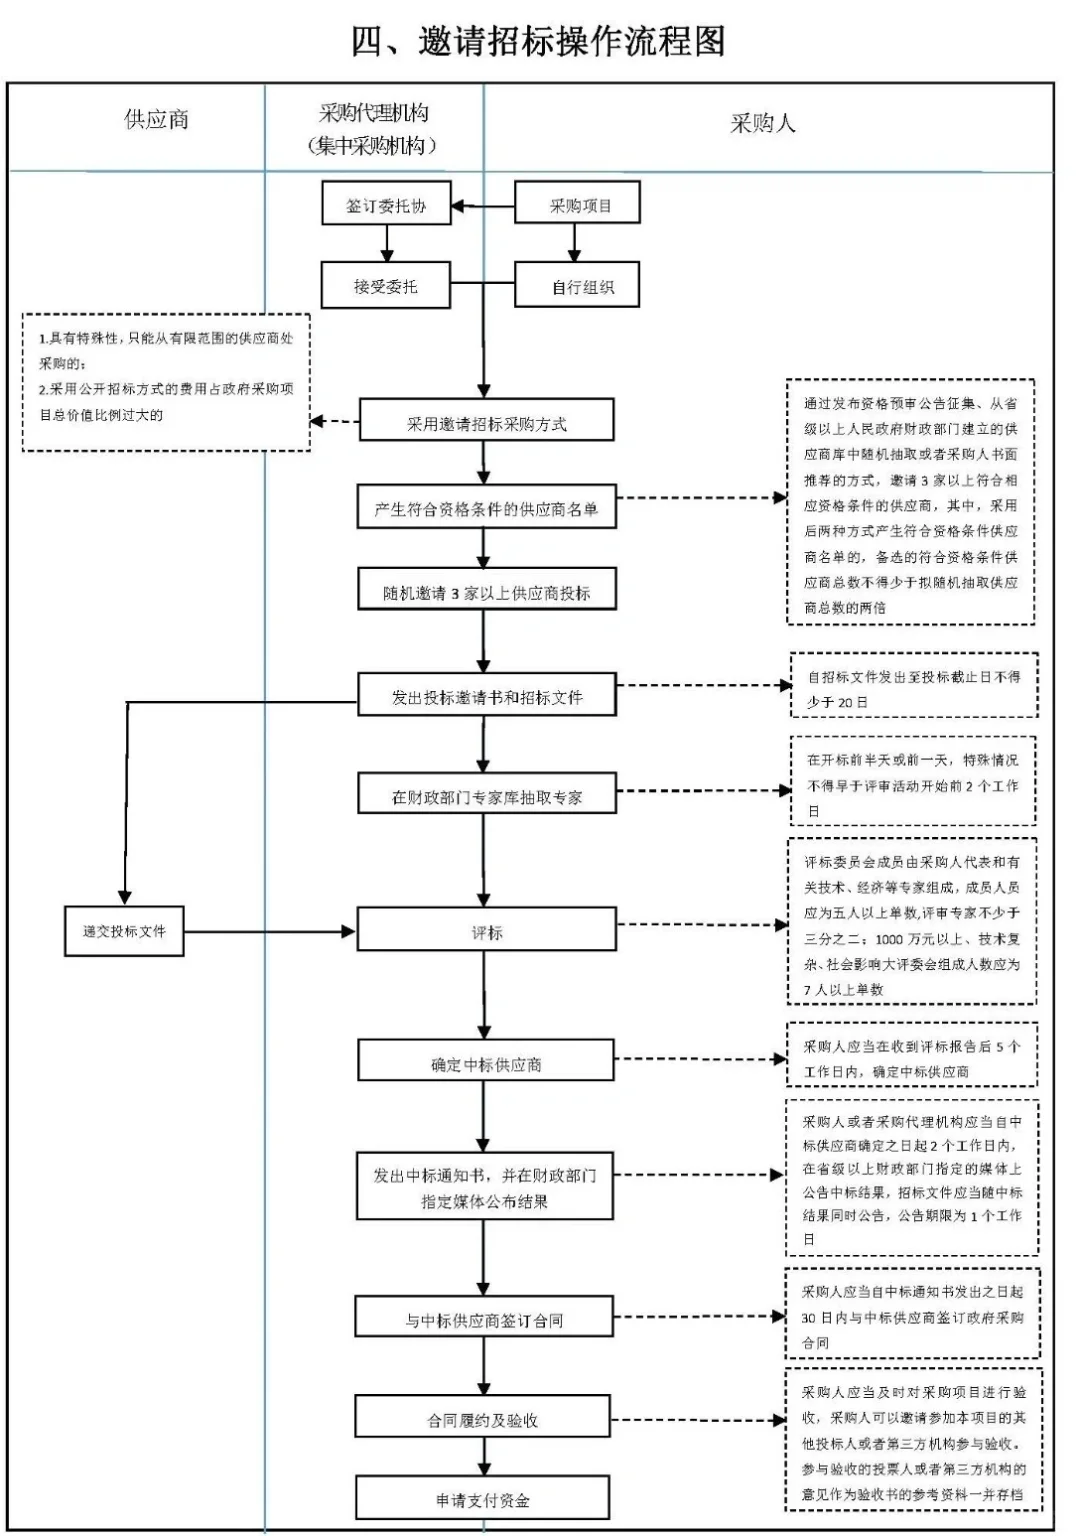 四、邀请招标操作流程图
供应商
采购代理机构
（集中采购机构）
采购人
签订委托协
采购项目
接受委托
自行组织
1.具有特殊性，只能从有限范围的供应商处
采购的；
2.采用公开招标方式的费用占政府采购项
目总价值比例过大的
采用邀请招标采购方式
通过发布资格预审公告征集、从省
级以上人民政府财政部门建立的供
应商库中随机抽取或者采购人书面
推荐的方式，邀请 3 家以上符合相
应资格条件的供应商，其中，采用
后两种方式产生符合资格条件供应
商名单的，备选的符合资格条件供
应商总数不得少于拟随机抽取供应
商总数的两倍
产生符合资格条件的供应商名单
随机邀请 3 家以上供应商投标
发出投标邀请书和招标文件
自招标文件发出至投标截止日不得
少于 20 日
在财政部门专家库抽取专家
在开标前半天或前一天，特殊情况
不得早于评审活动开始前 2 个工作
日
递交投标文件
评标
评标委员会成员由采购人代表和有
关技术、经济等专家组成，成员人员
应为五人以上单数,评审专家不少于
三分之二；1000 万元以上、技术复
杂、社会影响大评委会组成人数应为
7 人以上单数
确定中标供应商
采购人应当在收到评标报告后 5 个
工作日内，确定中标供应商
发出中标通知书，并在财政部门
指定媒体公布结果
采购人或者采购代理机构应当自中
标供应商确定之日起 2 个工作日内，
在省级以上财政部门指定的媒体上
公告中标结果，招标文件应当随中标
结果同时公告，公告期限为 1 个工作
日
与中标供应商签订合同
采购人应当自中标通知书发出之日起
30 日内与中标供应商签订政府采购
合同
合同履约及验收
采购人应当及时对采购项目进行验
收，采购人可以邀请参加本项目的其
他投标人或者第三方机构参与验收。
参与验收的投票人或者第三方机构的
意见作为验收书的参考资料一并存档
申请支付资金